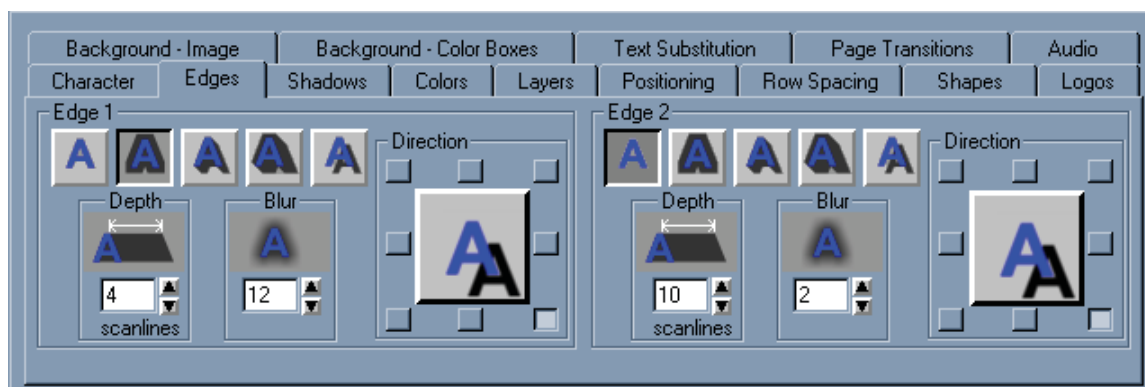 Background - Image Background - Color Boxes Text Substitution Page Transitions Audio
Character Edges Shadows Colors Layers Positioning Row Spacing Shapes Logos
Edge 1 Edge 2
A A A A A A A A A A
Direction Direction
Depth Blur Depth Blur
A A A A
A A A A
4 12 10 2
scanlines scanlines